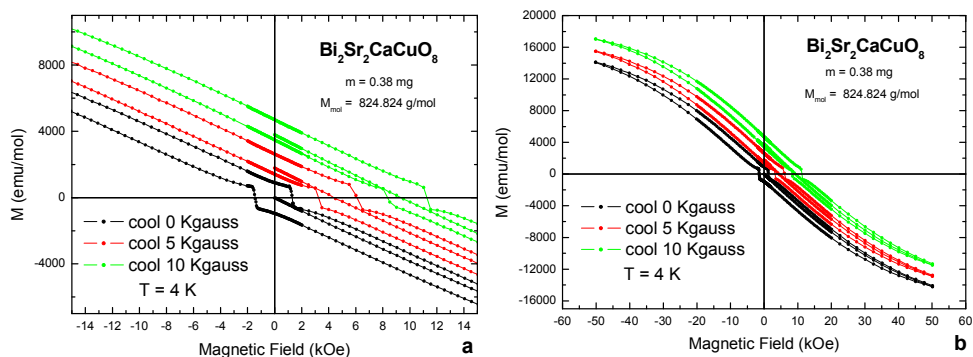 10000
8000
4000
0
-4000
M (emu/mol)
Bi₂Sr₂CaCuO₈
m = 0.38 mg
M_mol = 824.824 g/mol
cool 0 Kgauss
cool 5 Kgauss
cool 10 Kgauss
T = 4 K
-14 -12 -10 -8 -6 -4 -2 0 2 4 6 8 10 12 14
Magnetic Field (kOe)
a
20000
16000
12000
8000
4000
0
-4000
-8000
-12000
-16000
M (emu/mol)
Bi₂Sr₂CaCuO₈
m = 0.38 mg
M_mol = 824.824 g/mol
cool 0 Kgauss
cool 5 Kgauss
cool 10 Kgauss
T = 4 K
-60 -50 -40 -30 -20 -10 0 10 20 30 40 50 60
Magnetic Field (kOe)
b